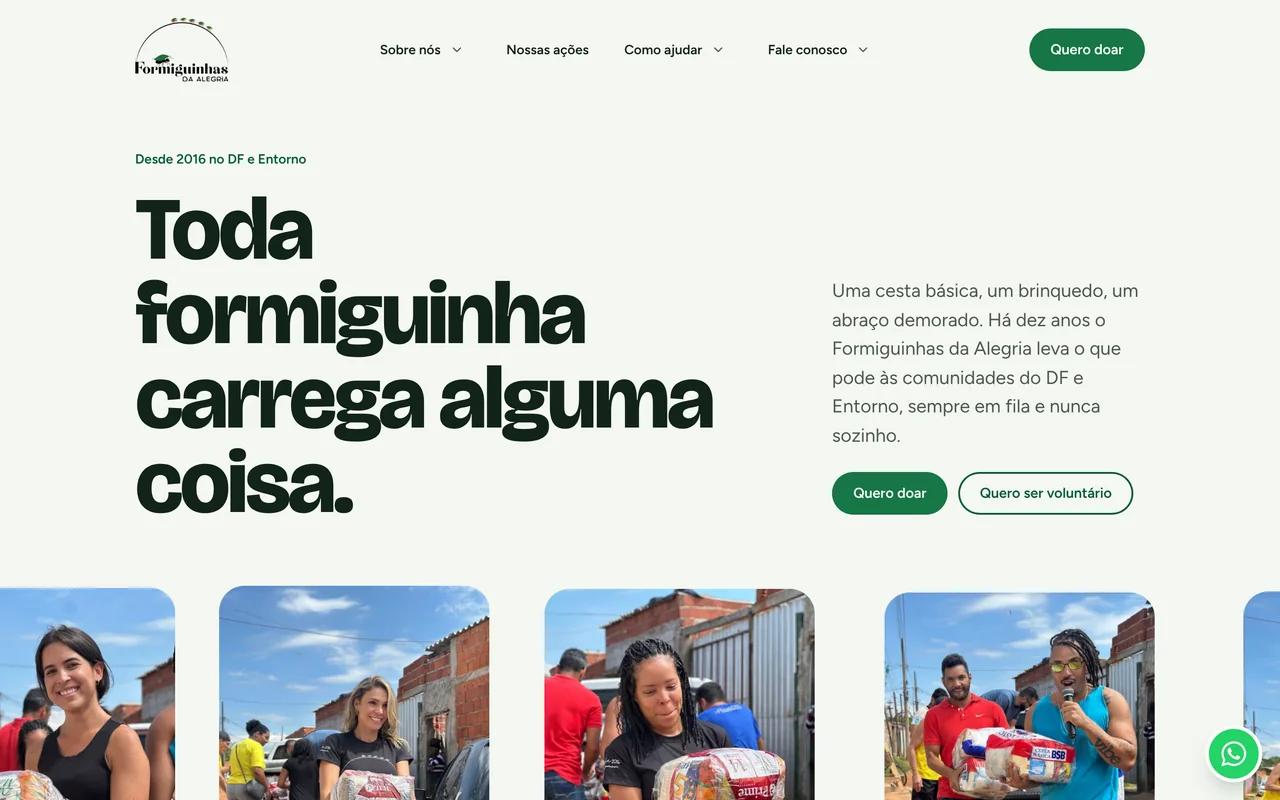 Formiguinhas
DA ALEGRIA
Sobre nós
Nossas ações
Como ajudar
Fale conosco
Quero doar
Desde 2016 no DF e Entorno
Toda
formiguinha
carrega alguma
coisa.
Uma cesta básica, um brinquedo, um
abraço demorado. Há dez anos o
Formiguinhas da Alegria leva o que
pode às comunidades do DF e
Entorno, sempre em fila e nunca
sozinho.
Quero doar
Quero ser voluntário
Prime
BSB